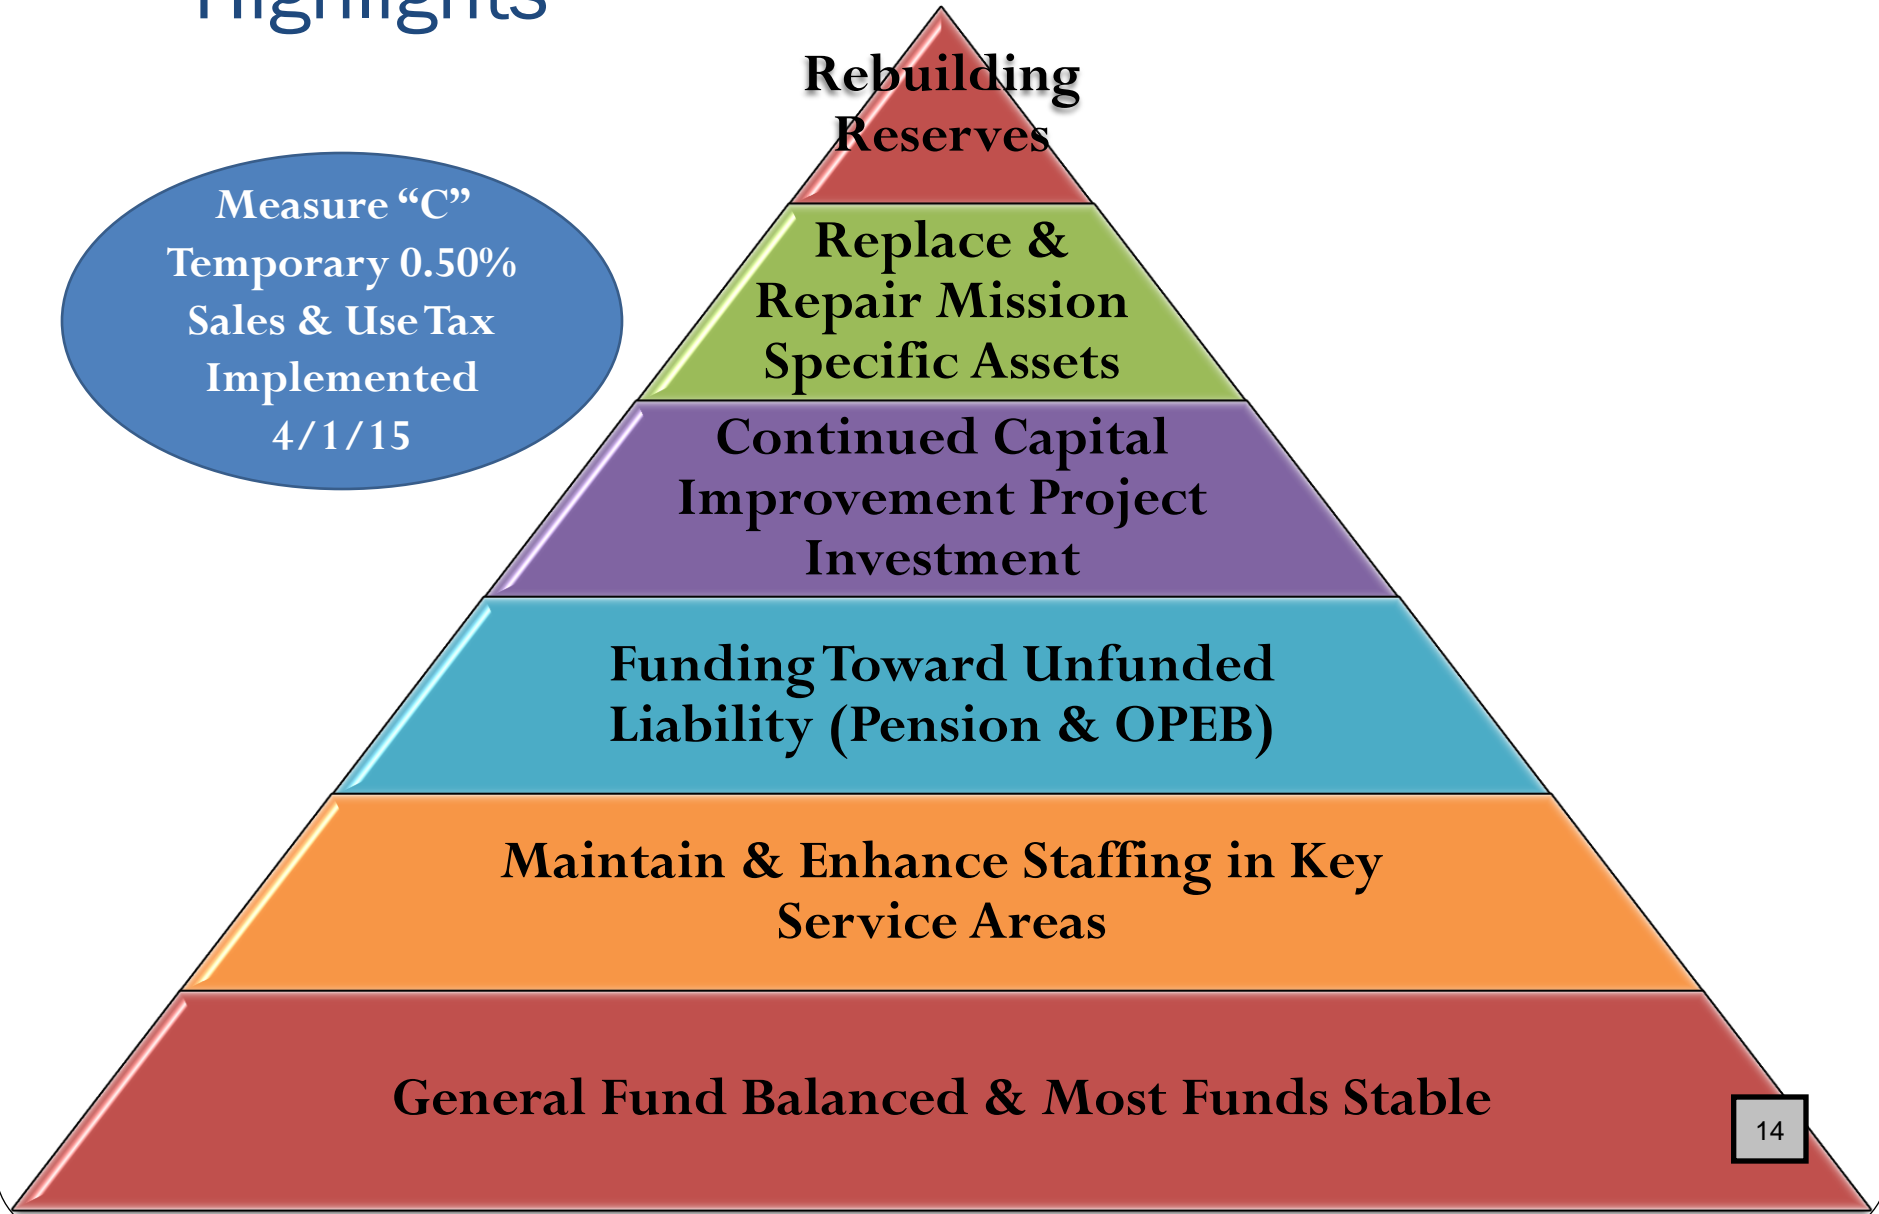 Highlights
Rebuilding
Reserves
Measure “C”
Temporary 0.50%
Sales & Use Tax
Implemented
4/1/15
Replace &
Repair Mission
Specific Assets
Continued Capital
Improvement Project
Investment
Funding Toward Unfunded
Liability (Pension & OPEB)
Maintain & Enhance Staffing in Key
Service Areas
General Fund Balanced & Most Funds Stable
14